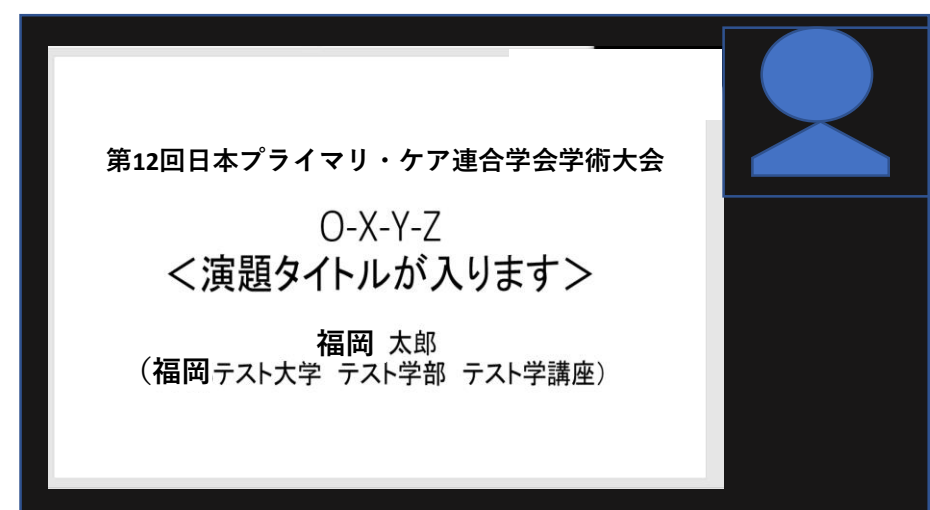 第12回日本プライマリ・ケア連合学会学術大会
O-X-Y-Z
＜演題タイトルが入ります＞
福岡 太郎
（福岡テスト大学 テスト学部 テスト学講座）